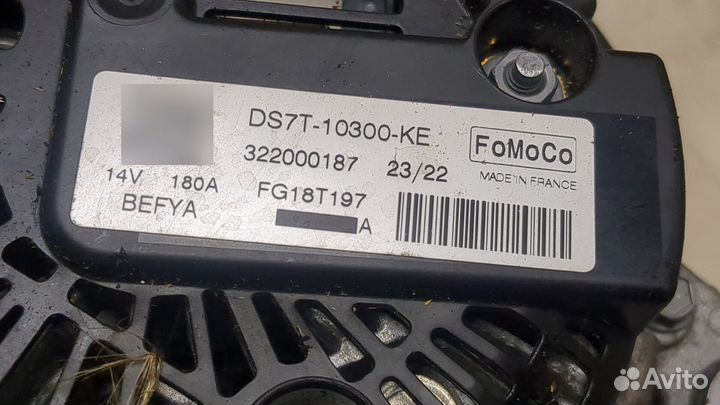 DS7T-10300-KE
FoMoCo
322000187 23/22
MADE IN FRANCE
14V 180A FG18T197
BEFYA
A
Avito